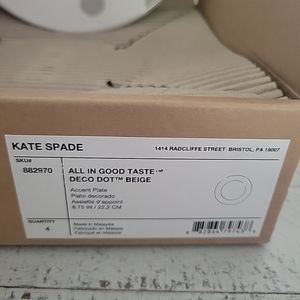 KATE SPADE
1414 RADCLIFFE STREET BRISTOL, PA 19007
SKU#
882970
ALL IN GOOD TASTE™
DECO DOT™ BEIGE
Accent Plate
Plato decorado
Assiette d'appoint
8.75 IN / 22.2 CM
QUANTITY
4
Made in Malaysia
Fabricado en Malasia
Fabriqué en Malaisie